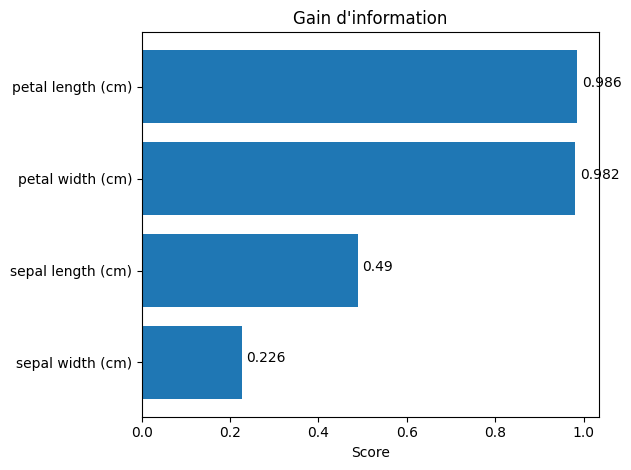 Gain d'information
petal length (cm)
0.986
petal width (cm)
0.982
sepal length (cm)
0.49
sepal width (cm)
0.226
0.0 0.2 0.4 0.6 0.8 1.0
Score